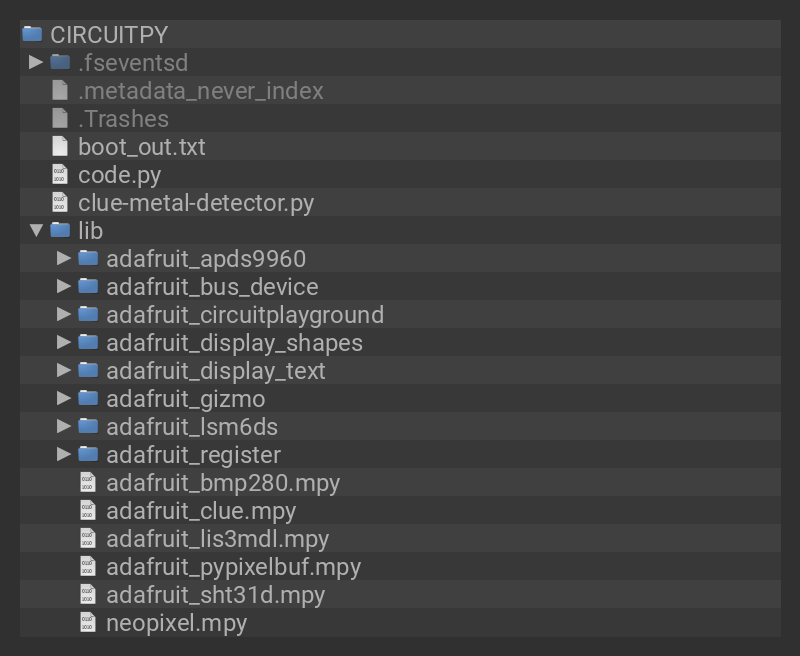 CIRCUITPY
.fseventsd
.metadata_never_index
.Trashes
boot_out.txt
code.py
clue-metal-detector.py
lib
adafruit_apds9960
adafruit_bus_device
adafruit_circuitplayground
adafruit_display_shapes
adafruit_display_text
adafruit_gizmo
adafruit_lsm6ds
adafruit_register
adafruit_bmp280.mpy
adafruit_clue.mpy
adafruit_lis3mdl.mpy
adafruit_pypixelbuf.mpy
adafruit_sht31d.mpy
neopixel.mpy